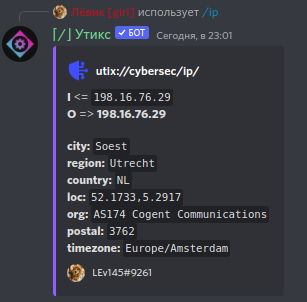 Лёвик [girl] использует /ip
[/] Утикс ✓ БОТ Сегодня, в 23:01
utix://cybersec/ip/
I <= 198.16.76.29
O => 198.16.76.29
city: Soest
region: Utrecht
country: NL
loc: 52.1733,5.2917
org: AS174 Cogent Communications
postal: 3762
timezone: Europe/Amsterdam
LEv145#9261